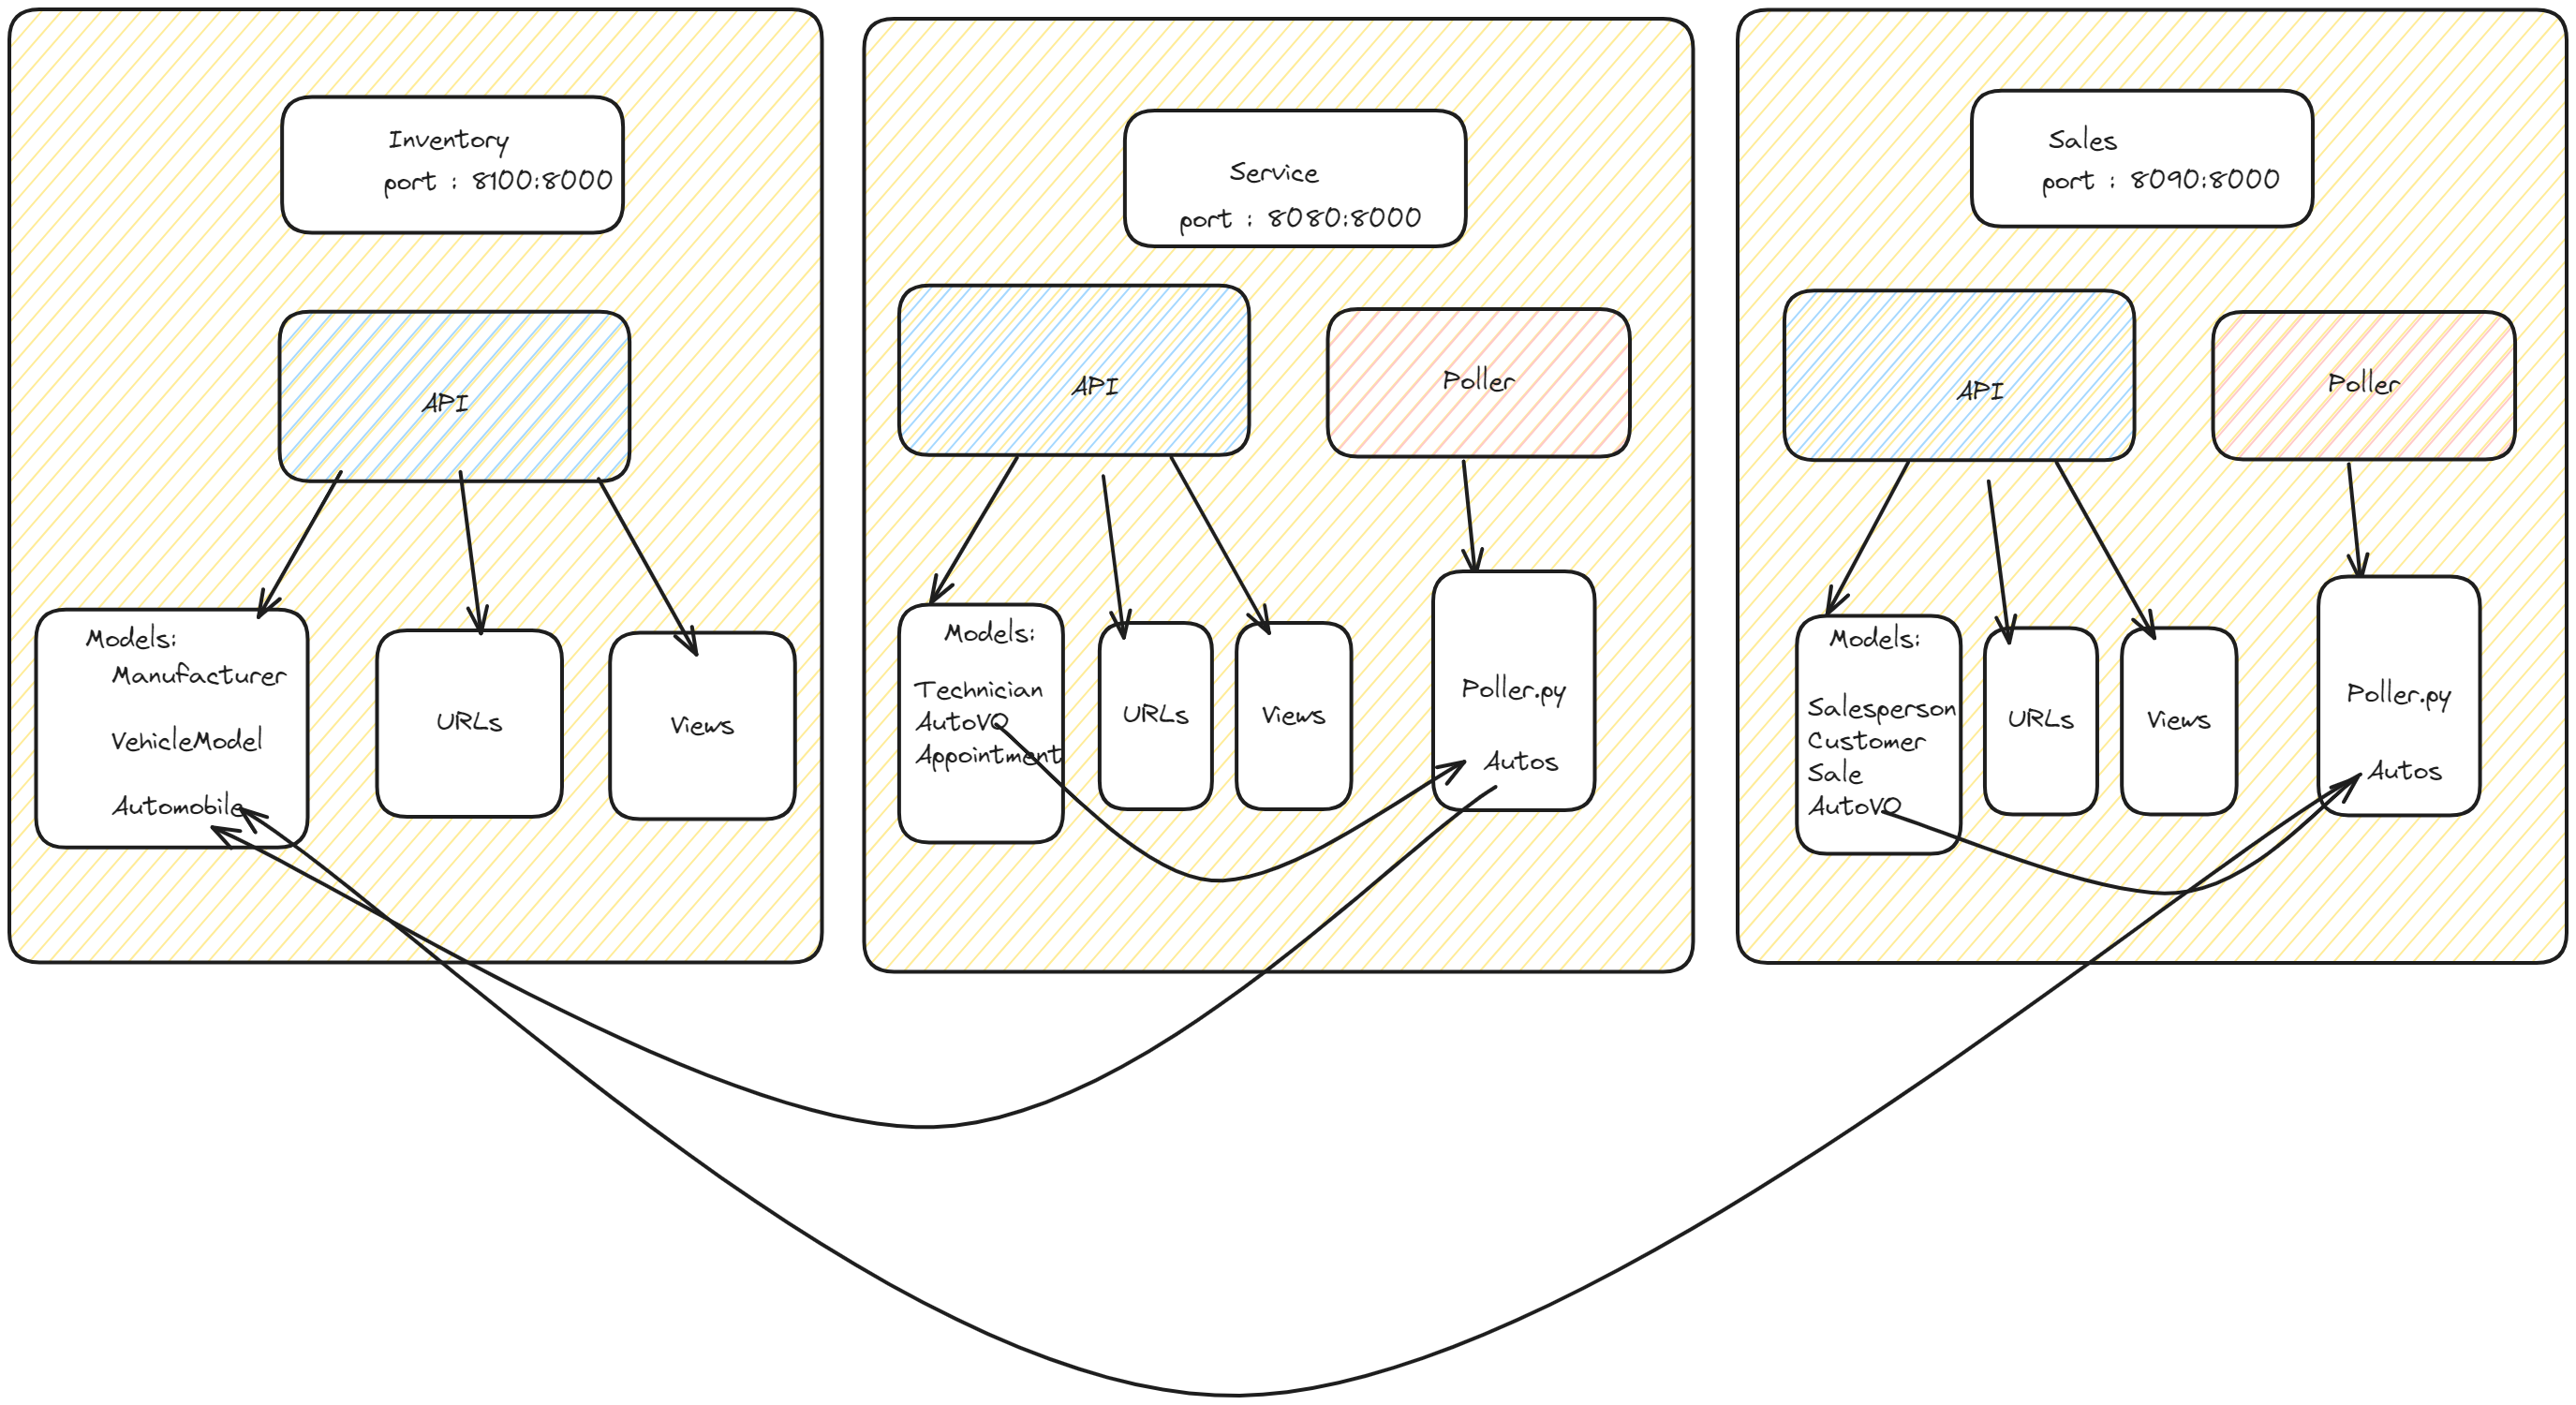 Inventory
port : 8100:8000
API
Models:
Manufacturer
VehicleModel
Automobile
URLs
Views
Service
port : 8080:8000
API
Poller
Models:
Technician
AutoVO
Appointment
URLs
Views
Poller.py
Autos
Sales
port : 8090:8000
API
Poller
Models:
Salesperson
Customer
Sale
AutoVO
URLs
Views
Poller.py
Autos